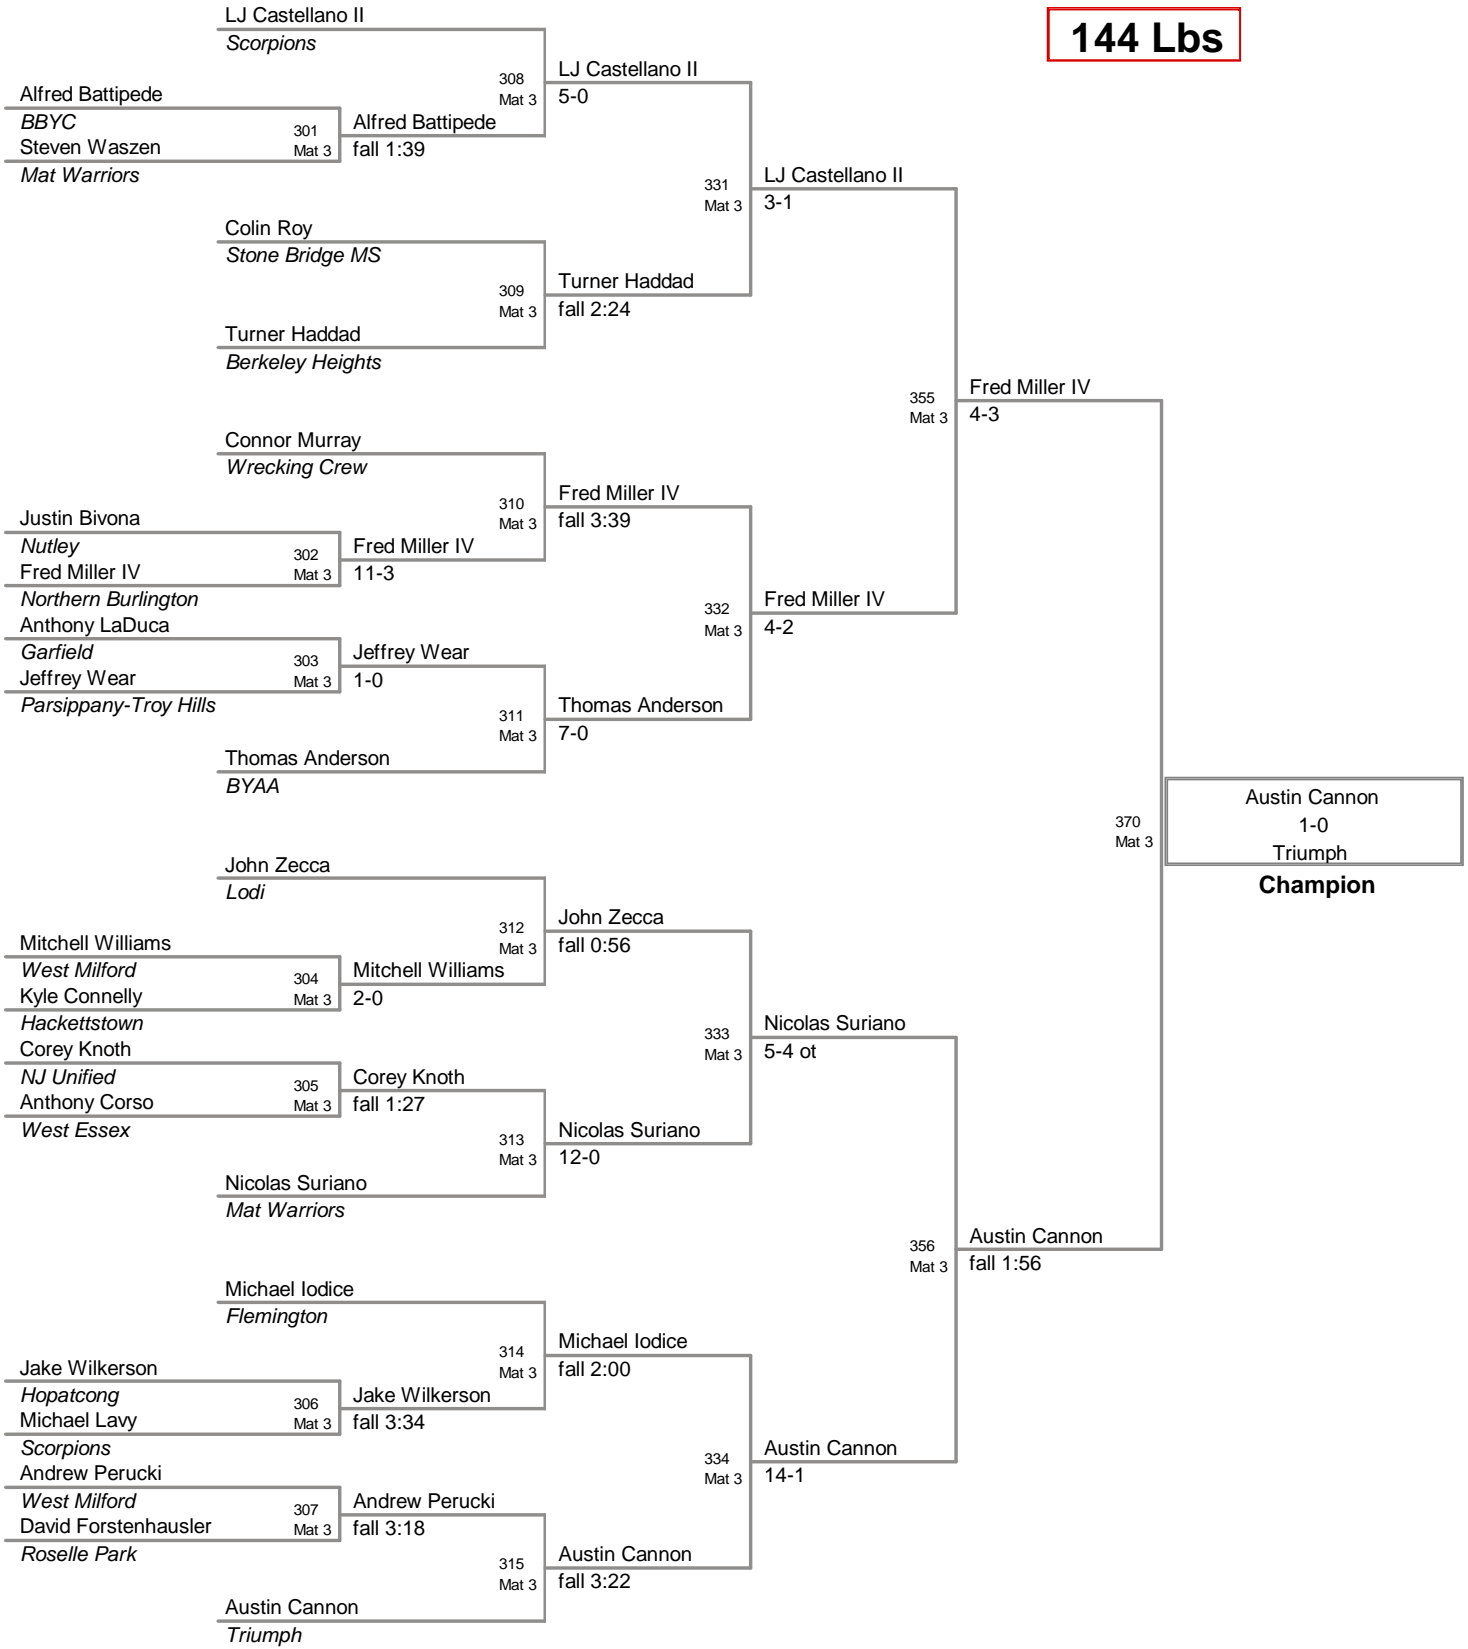 LJ Castellano II
144 Lbs
Scorpions
308
Mat 3
LJ Castellano II
5-0
Alfred Battipede
BBYC
301
Mat 3
Alfred Battipede
fall 1:39
Steven Waszen
Mat Warriors
331
Mat 3
LJ Castellano II
3-1
Colin Roy
Stone Bridge MS
309
Mat 3
Turner Haddad
fall 2:24
Turner Haddad
Berkeley Heights
355
Mat 3
Fred Miller IV
4-3
Connor Murray
Wrecking Crew
310
Mat 3
Fred Miller IV
fall 3:39
Justin Bivona
Nutley
302
Mat 3
Fred Miller IV
11-3
Fred Miller IV
Northern Burlington
332
Mat 3
Fred Miller IV
4-2
Anthony LaDuca
Garfield
303
Mat 3
Jeffrey Wear
1-0
Jeffrey Wear
Parsippany-Troy Hills
311
Mat 3
Thomas Anderson
7-0
Thomas Anderson
BYAA
370
Mat 3
Austin Cannon
1-0
Triumph
Champion
John Zecca
Lodi
312
Mat 3
John Zecca
fall 0:56
Mitchell Williams
West Milford
304
Mat 3
Mitchell Williams
2-0
Kyle Connelly
Hackettstown
333
Mat 3
Nicolas Suriano
5-4 ot
Corey Knoth
NJ Unified
305
Mat 3
Corey Knoth
fall 1:27
Anthony Corso
West Essex
313
Mat 3
Nicolas Suriano
12-0
Nicolas Suriano
Mat Warriors
356
Mat 3
Austin Cannon
fall 1:56
Michael Iodice
Flemington
314
Mat 3
Michael Iodice
fall 2:00
Jake Wilkerson
Hopatcong
306
Mat 3
Jake Wilkerson
fall 3:34
Michael Lavy
Scorpions
334
Mat 3
Austin Cannon
14-1
Andrew Perucki
West Milford
307
Mat 3
Andrew Perucki
fall 3:18
David Forstenhausler
Roselle Park
315
Mat 3
Austin Cannon
fall 3:22
Austin Cannon
Triumph